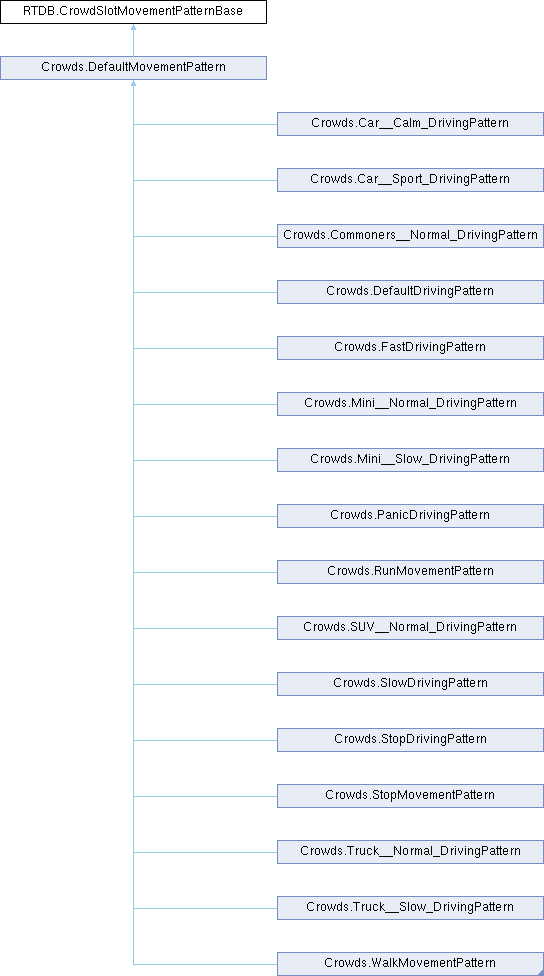 RTDB.CrowdSlotMovementPatternBase
Crowds.DefaultMovementPattern
Crowds.Car__Calm_DrivingPattern
Crowds.Car__Sport_DrivingPattern
Crowds.Commoners__Normal_DrivingPattern
Crowds.DefaultDrivingPattern
Crowds.FastDrivingPattern
Crowds.Mini__Normal_DrivingPattern
Crowds.Mini__Slow_DrivingPattern
Crowds.PanicDrivingPattern
Crowds.RunMovementPattern
Crowds.SUV__Normal_DrivingPattern
Crowds.SlowDrivingPattern
Crowds.StopDrivingPattern
Crowds.StopMovementPattern
Crowds.Truck__Normal_DrivingPattern
Crowds.Truck__Slow_DrivingPattern
Crowds.WalkMovementPattern